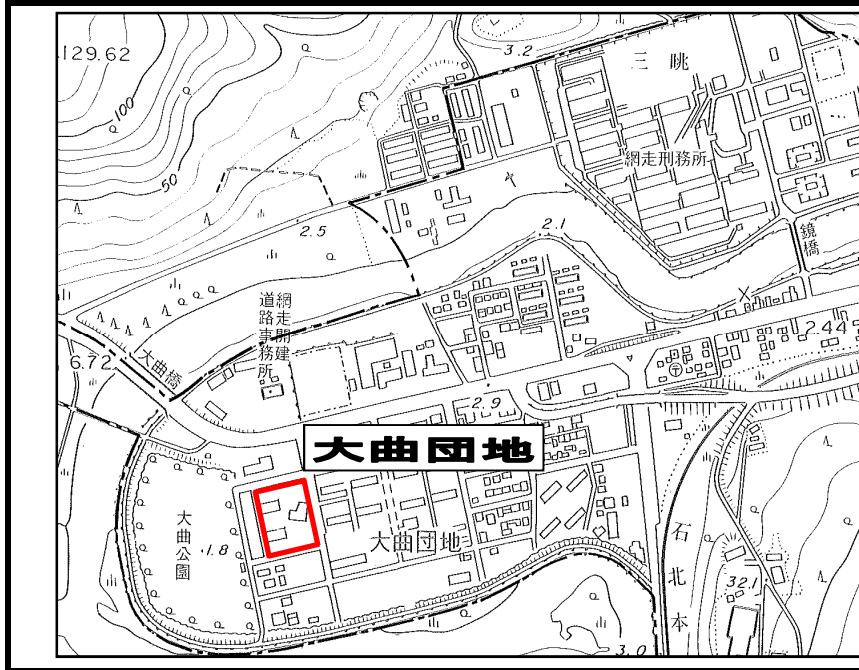 129.62
3.2
三眺
100
網走刑務所
50
2.5
2.1
鏡橋
網走開建
道路事務所
大曲橋
6.72
2.44
2.9
大曲団地
大曲公園
1.8
大曲団地
石北本
32.1
3.0